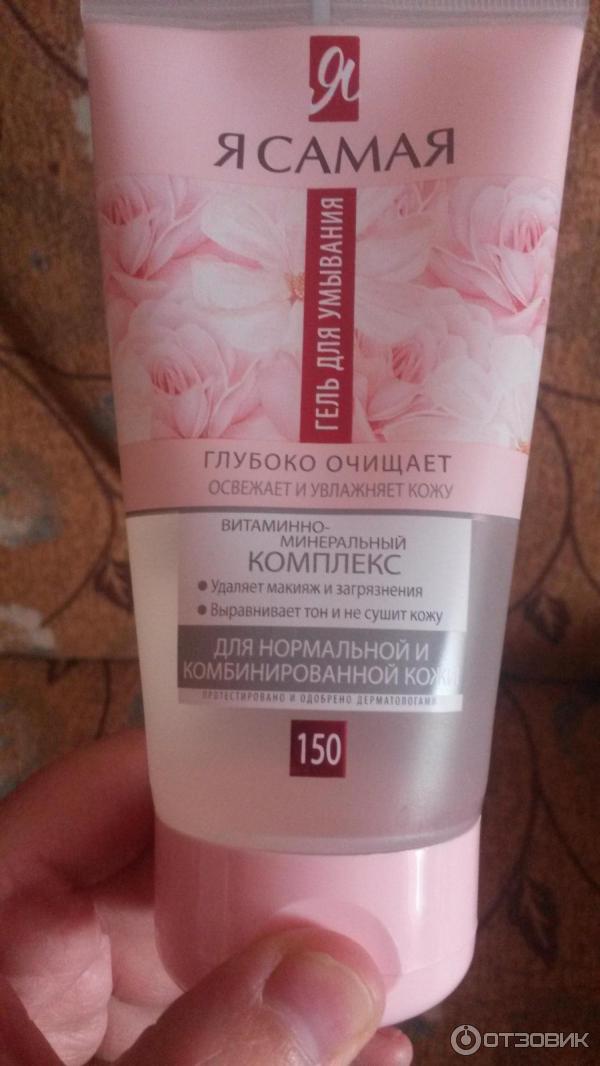 Я
Я САМАЯ
ГЕЛЬ ДЛЯ УМЫВАНИЯ
ГЛУБОКО ОЧИЩАЕТ
ОСВЕЖАЕТ И УВЛАЖНЯЕТ КОЖУ
ВИТАМИННО-
МИНЕРАЛЬНЫЙ
КОМПЛЕКС
• Удаляет макияж и загрязнения
• Выравнивает тон и не сушит кожу
ДЛЯ НОРМАЛЬНОЙ И
КОМБИНИРОВАННОЙ КОЖИ
ПРОТЕСТИРОВАНО И ОДОБРЕНО ДЕРМАТОЛОГАМИ
150
ОТЗОВИК